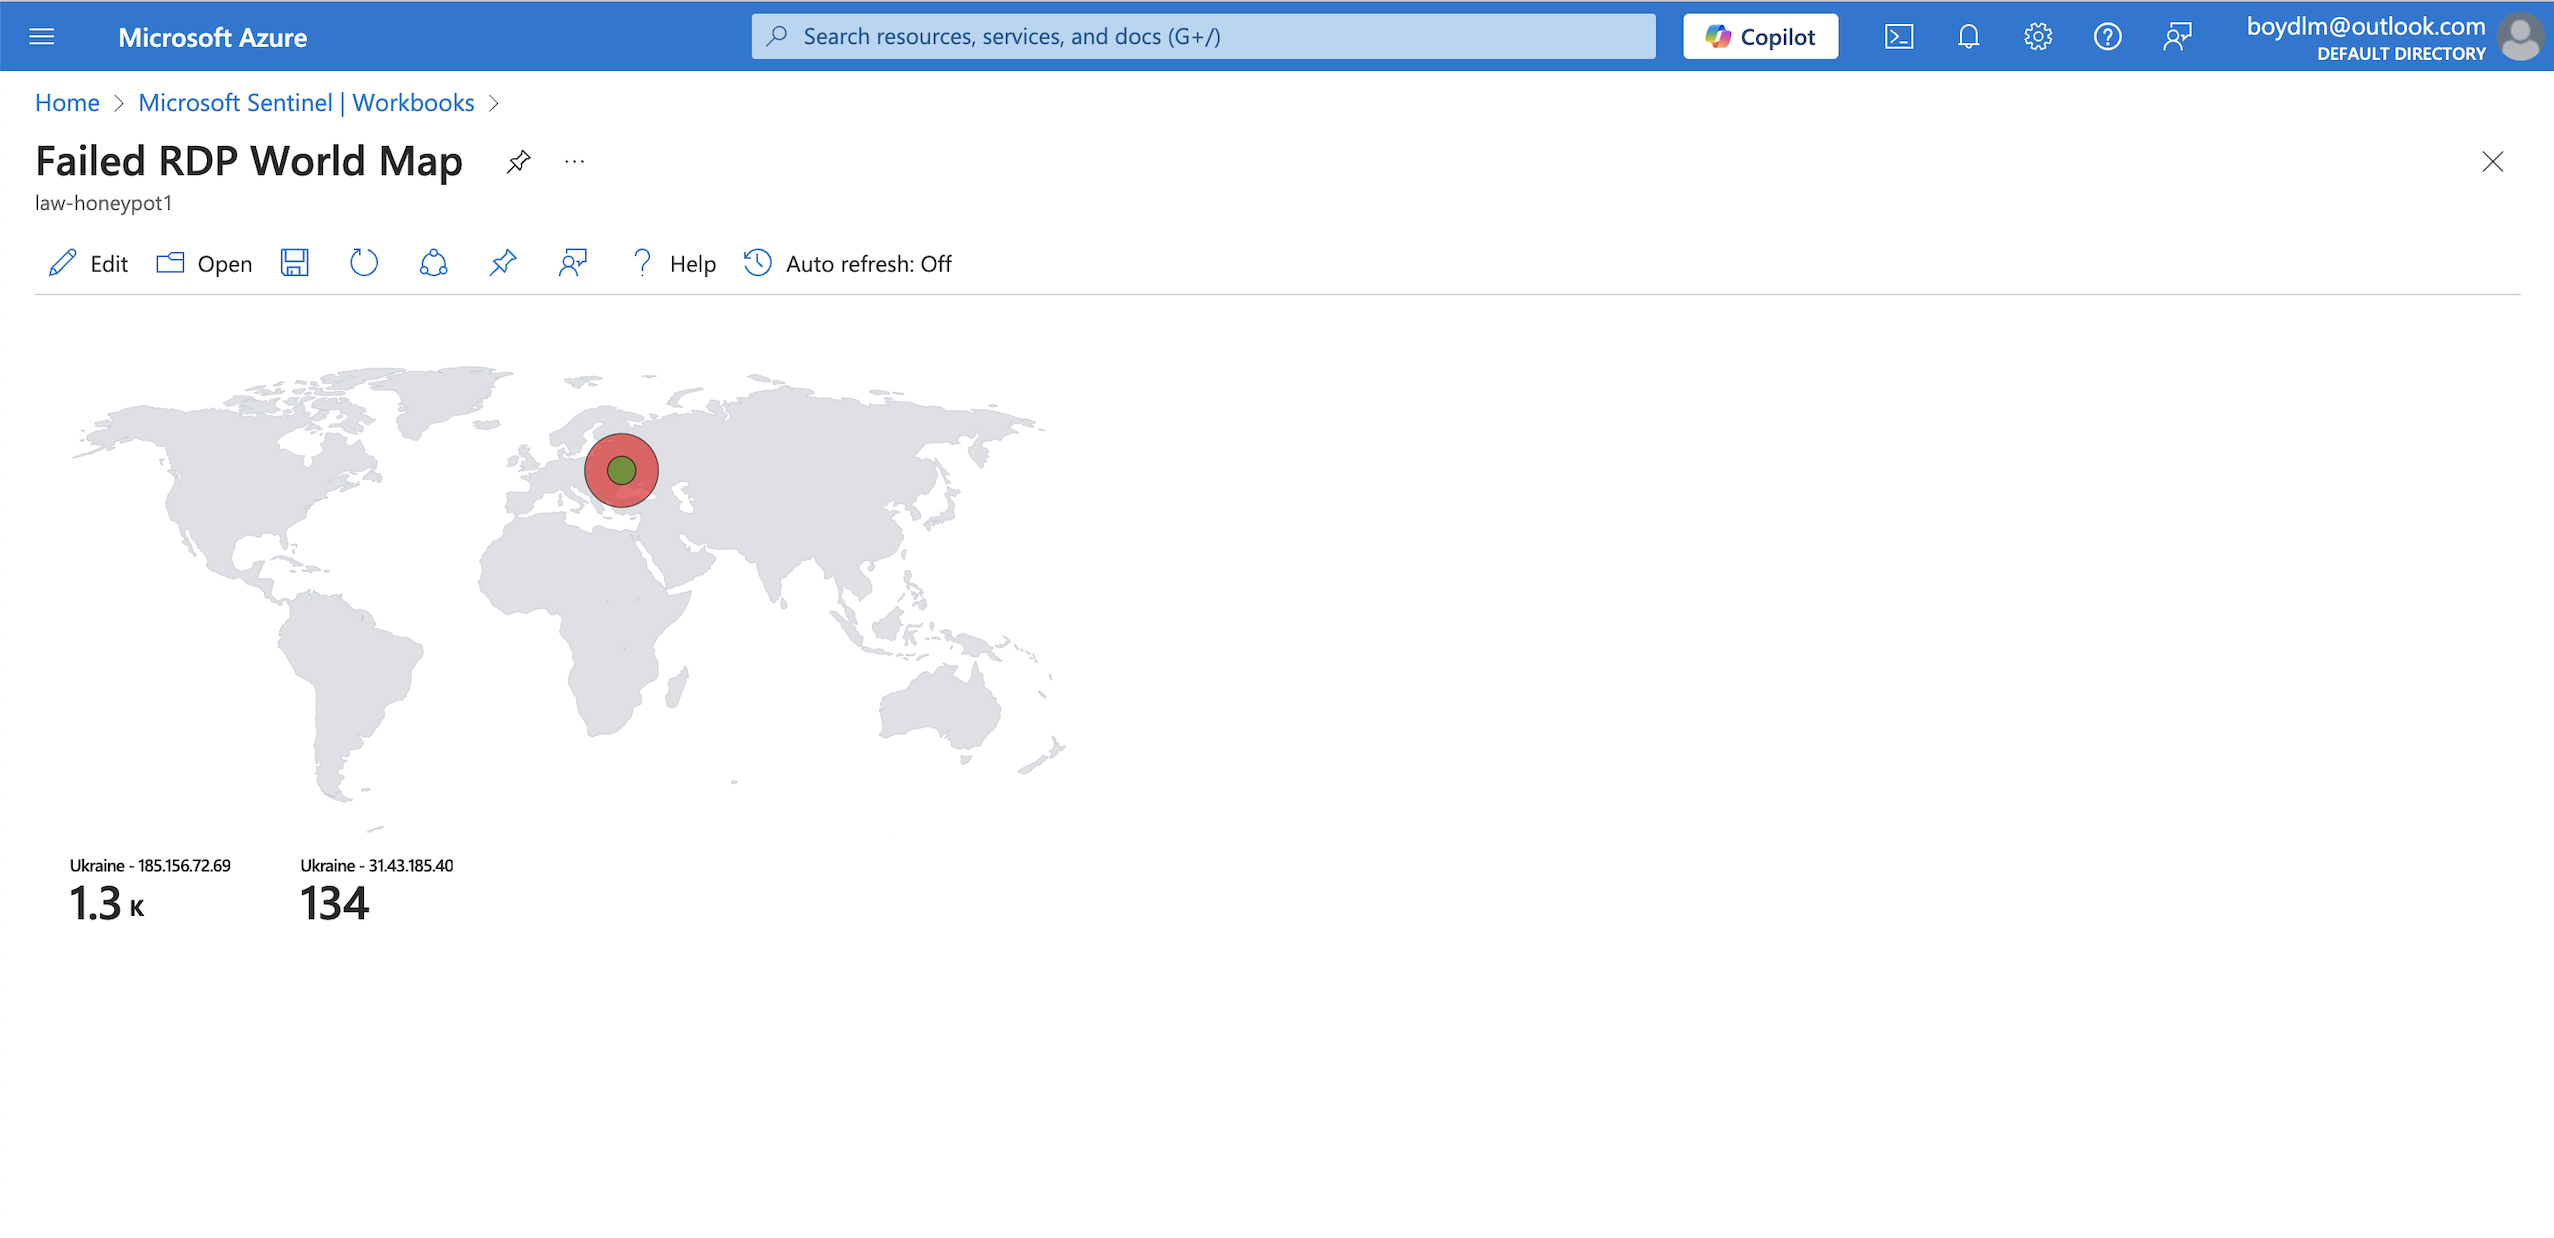 Microsoft Azure
Search resources, services, and docs (G+/)
Copilot
boydlm@outlook.com
DEFAULT DIRECTORY
Home > Microsoft Sentinel | Workbooks >
Failed RDP World Map
law-honeypot1
Edit Open Help Auto refresh: Off
Ukraine - 185.156.72.69
1.3 K
Ukraine - 31.43.185.40
134